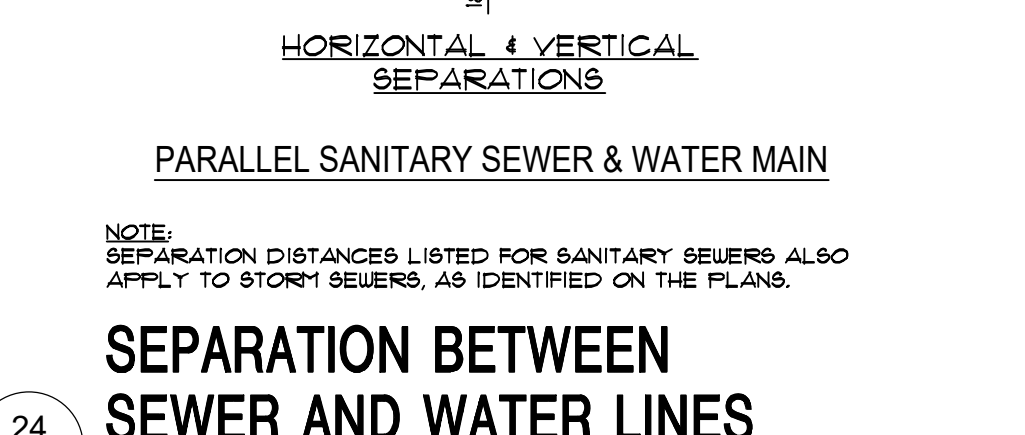 HORIZONTAL & VERTICAL
SEPARATIONS
PARALLEL SANITARY SEWER & WATER MAIN
NOTE:
SEPARATION DISTANCES LISTED FOR SANITARY SEWERS ALSO
APPLY TO STORM SEWERS, AS IDENTIFIED ON THE PLANS.
SEPARATION BETWEEN
SEWER AND WATER LINES
24